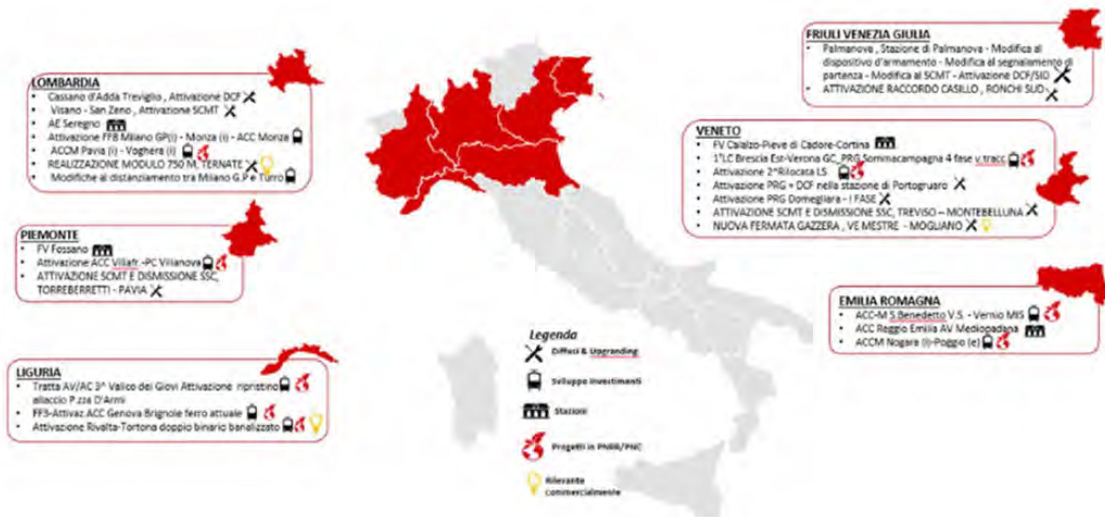 LOMBARDIA
Cassano d'Adda Treviglio , Attivazione DCF
Visano - San Zeno , Attivazione SCMT
AE Seregno
Attivazione FF8 Milano GP(i) - Monza (i) - ACC Monza
ACCM Pavia (i) - Voghera (i)
REALIZZAZIONE MODULO 750 M, TERNATE
Modifiche al distanziamento tra Milano G.P e Turro
PIEMONTE
FV Fossano
Attivazione ACC Villafr. -PC Villanova
ATTIVAZIONE SCMT E DISMISSIONE SSC,
TORREBERRETTI - PAVIA
LIGURIA
Tratta AV/AC 3^ Valico dei Giovi Attivazione ripristino
allaccio P.zza D'Armi
FF3-Attivaz.ACC Genova Brignole ferro attuale
Attivazione Rivalta-Tortona doppio binario banalizzato
Legenda
Diffusi & Upgranding
Sviluppo Investimenti
Stazioni
Progetti in PNRR/PNC
Rilevante
commercialmente
FRIULI VENEZIA GIULIA
Palmanova , Stazione di Palmanova - Modifica al
dispositivo d'armamento - Modifica al segnalamento di
partenza - Modifica al SCMT - Attivazione DCF/SIO
ATTIVAZIONE RACCORDO CASILLO , RONCHI SUD
VENETO
FV Calalzo-Pieve di Cadore-Cortina
1°LC Brescia Est-Verona GC_PRG Sommacampagna 4 fase v.tracc
Attivazione 2^Rilocata LS
Attivazione PRG + DCF nella stazione di Portogruaro
Attivazione PRG Domegliara - I FASE
ATTIVAZIONE SCMT E DISMISSIONE SSC, TREVISO – MONTEBELLUNA
NUOVA FERMATA GAZZERA , VE MESTRE - MOGLIANO
EMILIA ROMAGNA
ACC-M S.Benedetto V.S. - Vernio MIS
ACC Reggio Emilia AV Mediopadana
ACCM Nogara (i)-Poggio (e)